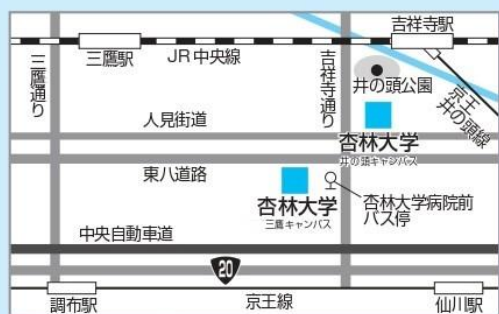 吉祥寺駅
三鷹駅
JR中央線
三鷹通り
吉祥寺通り
井の頭公園
京王
井の頭線
人見街道
杏林大学
井の頭キャンパス
東八道路
杏林大学
三鷹キャンパス
杏林大学病院前
バス停
中央自動車道
20
調布駅
京王線
仙川駅